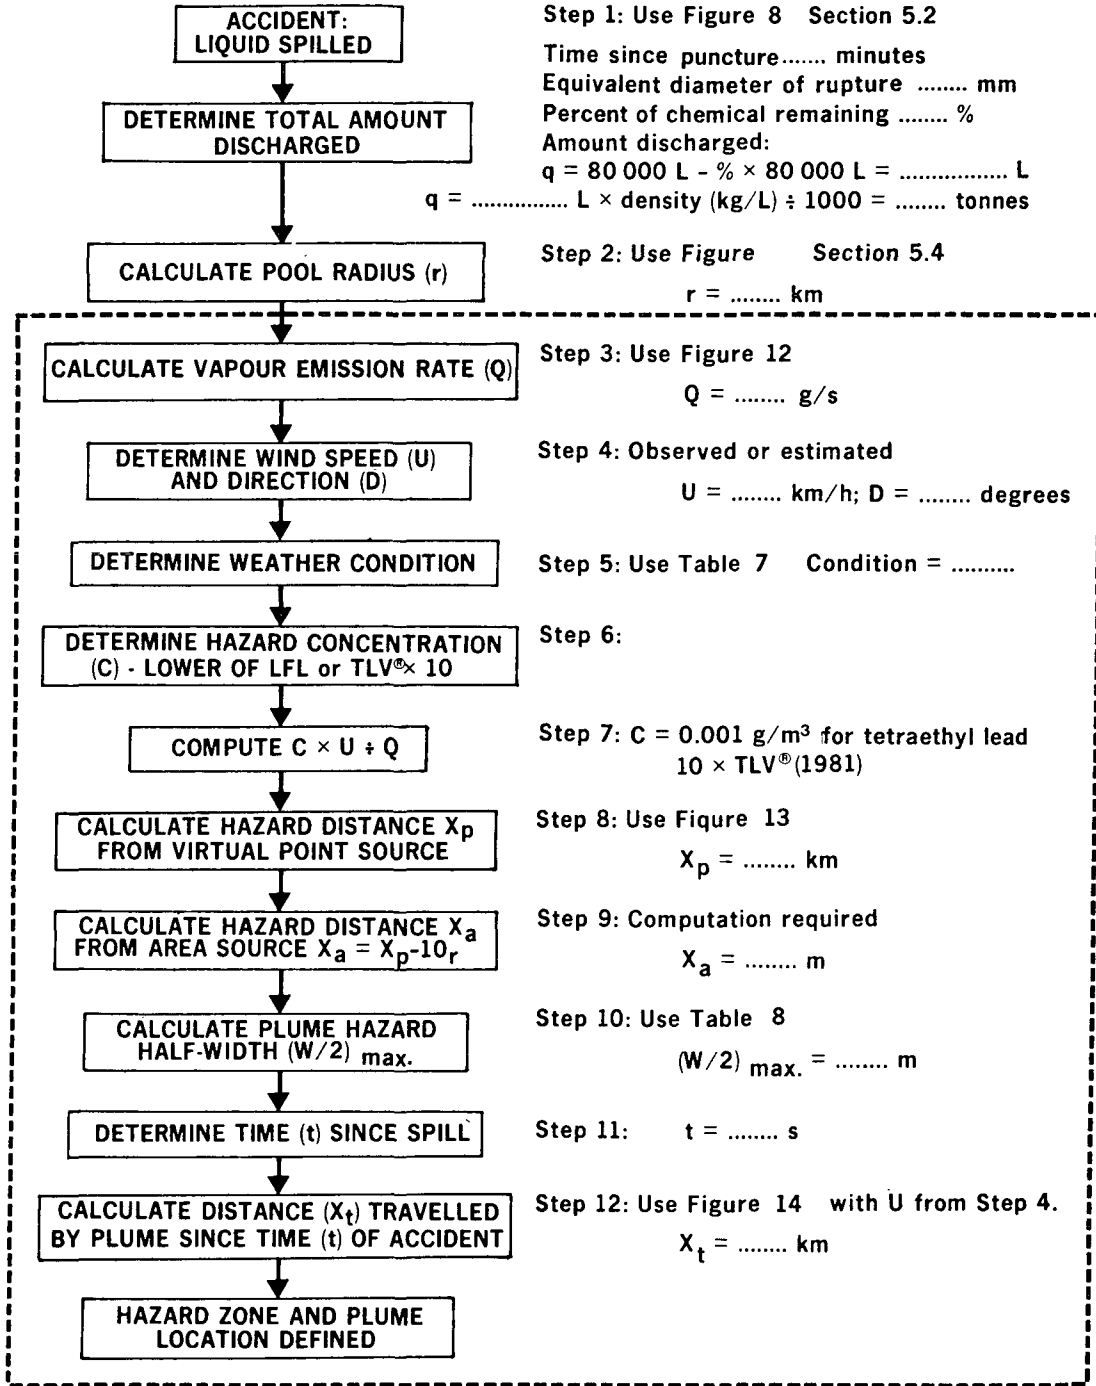 ACCIDENT:
LIQUID SPILLED
Step 1: Use Figure 8 Section 5.2
Time since puncture....... minutes
Equivalent diameter of rupture ........ mm
Percent of chemical remaining ........ %
Amount discharged:
q = 80 000 L - % × 80 000 L = ................. L
q = ............... L × density (kg/L) ÷ 1000 = ........ tonnes
DETERMINE TOTAL AMOUNT
DISCHARGED
CALCULATE POOL RADIUS (r)
Step 2: Use Figure Section 5.4
r = ........ km
CALCULATE VAPOUR EMISSION RATE (Q)
Step 3: Use Figure 12
Q = ........ g/s
DETERMINE WIND SPEED (U)
AND DIRECTION (D)
Step 4: Observed or estimated
U = ........ km/h; D = ........ degrees
DETERMINE WEATHER CONDITION
Step 5: Use Table 7 Condition = ..........
DETERMINE HAZARD CONCENTRATION
(C) - LOWER OF LFL or TLV®× 10
Step 6:
COMPUTE C × U ÷ Q
Step 7: C = 0.001 g/m³ for tetraethyl lead
10 × TLV®(1981)
CALCULATE HAZARD DISTANCE Xp
FROM VIRTUAL POINT SOURCE
Step 8: Use Fiqure 13
Xp = ........ km
CALCULATE HAZARD DISTANCE Xa
FROM AREA SOURCE Xa = Xp-10r
Step 9: Computation required
Xa = ........ m
CALCULATE PLUME HAZARD
HALF-WIDTH (W/2) max.
Step 10: Use Table 8
(W/2) max. = ........ m
DETERMINE TIME (t) SINCE SPILL
Step 11: t = ........ s
CALCULATE DISTANCE (Xt) TRAVELLED
BY PLUME SINCE TIME (t) OF ACCIDENT
Step 12: Use Figure 14 with U from Step 4.
Xt = ........ km
HAZARD ZONE AND PLUME
LOCATION DEFINED